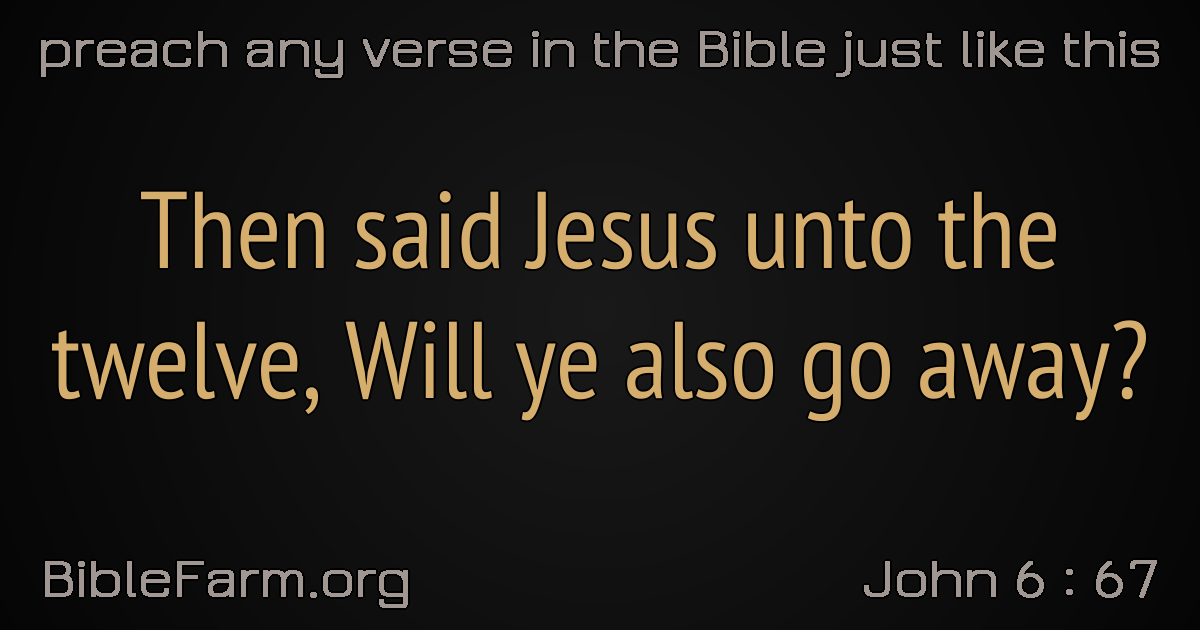 preach any verse in the Bible just like this
Then said Jesus unto the
twelve, Will ye also go away?
BibleFarm.org
John 6 : 67